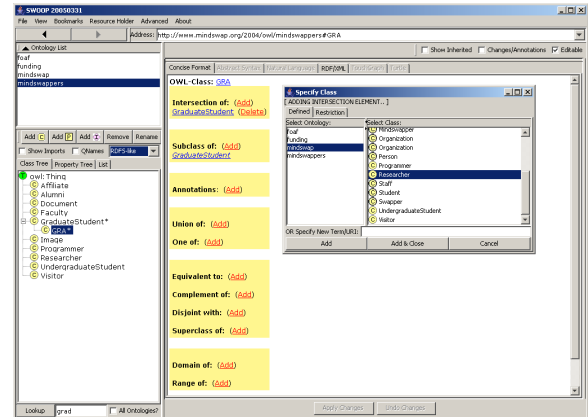 SWOOP 20050331
File View Bookmarks Resource Holder Advanced About
Address: http://www.mindswap.org/2004/owl/mindswappers#GRA
Ontology List
Show Inherited Changes/Annotations Editable
foaf
funding
mindswap
mindswappers
Concise Format Abstract Syntax Natural Language RDF/XML TouchGraph Turtle
OWL-Class: GRA
Intersection of: (Add)
GraduateStudent (Delete)
Subclass of: (Add)
GraduateStudent
Annotations: (Add)
Union of: (Add)
One of: (Add)
Equivalent to: (Add)
Complement of: (Add)
Disjoint with: (Add)
Superclass of: (Add)
Domain of: (Add)
Range of: (Add)
Add C Add P Add I Remove Rename
Show Imports QNames RDFS-like
Class Tree Property Tree List
owl:Thing
Affiliate
Alumni
Document
Faculty
GraduateStudent*
GRA*
Image
Programmer
Researcher
UndergraduateStudent
Visitor
Lookup grad All Ontologies?
Specify Class
[ ADDING INTERSECTION ELEMENT.. ]
Defined Restriction
Select Ontology: Select Class:
foaf
funding
mindswap
mindswappers
Mindswapper
Organization
Organization
Person
Programmer
Researcher
Staff
Student
Swapper
UndergraduateStudent
Visitor
OR Specify New Term/URI:
Add Add & Close Cancel
Apply Changes Undo Changes